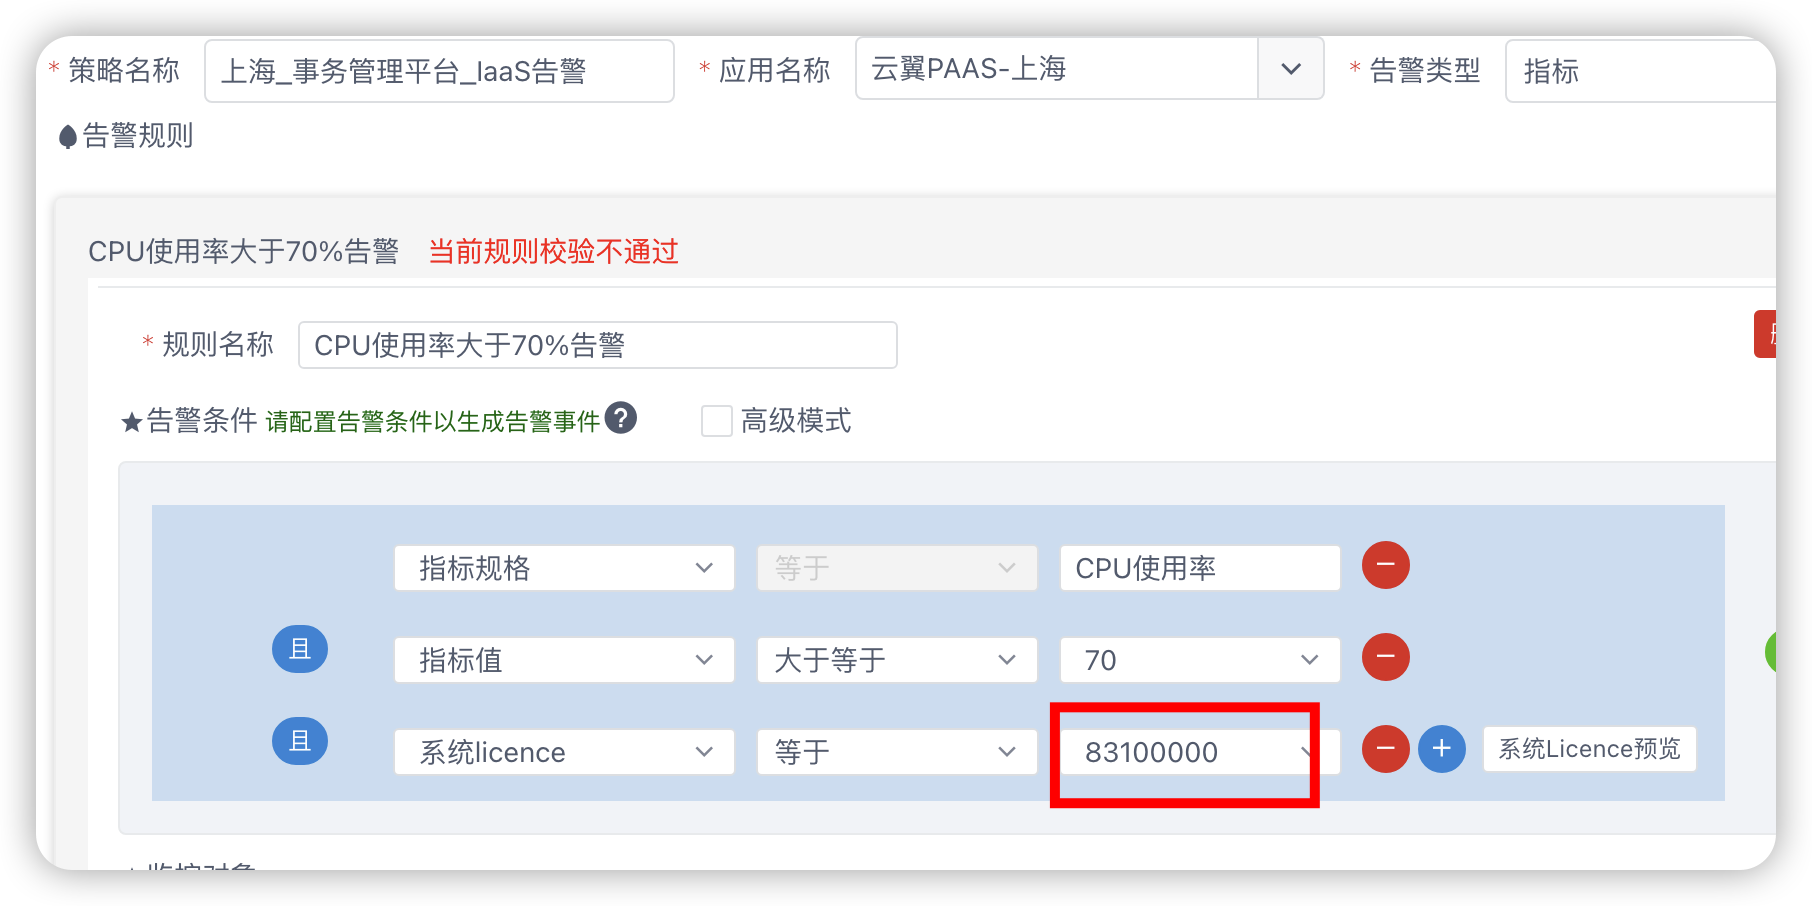 * 策略名称 上海_事务管理平台_IaaS告警 * 应用名称 云翼PAAS-上海 * 告警类型 指标
告警规则
CPU使用率大于70%告警 当前规则校验不通过
* 规则名称 CPU使用率大于70%告警
告警条件 请配置告警条件以生成告警事件 ? 高级模式
指标规格 等于 CPU使用率
且 指标值 大于等于 70
且 系统licence 等于 83100000 系统Licence预览